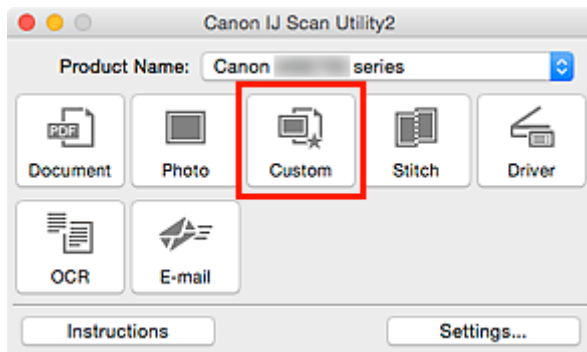 Canon IJ Scan Utility2
Product Name: Canon series
PDF
Document Photo Custom Stitch Driver
OCR E-mail
Instructions Settings...